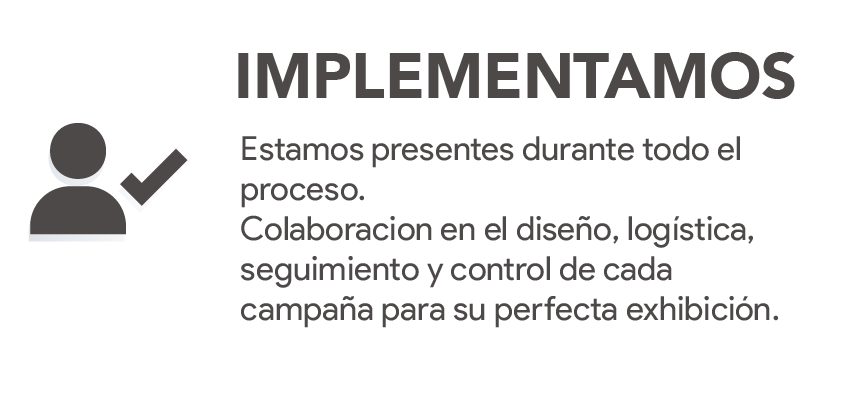 IMPLEMENTAMOS
Estamos presentes durante todo el
proceso.
Colaboracion en el diseño, logística,
seguimiento y control de cada
campaña para su perfecta exhibición.